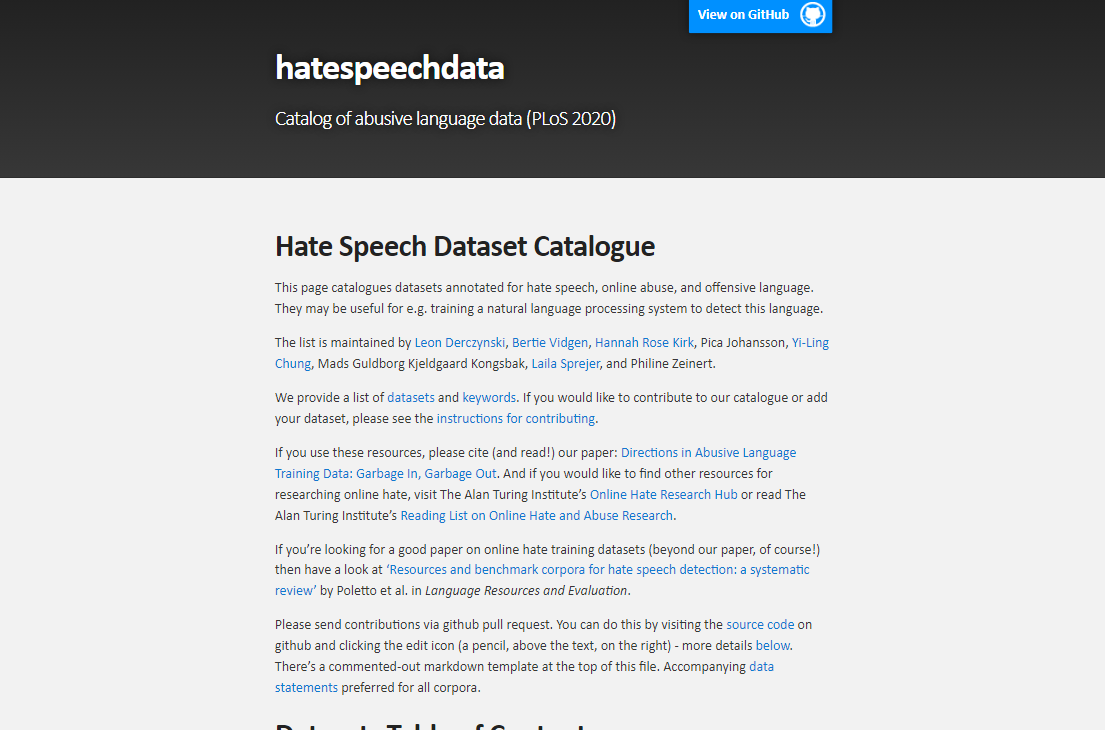 View on GitHub
hatespeechdata
Catalog of abusive language data (PLoS 2020)
Hate Speech Dataset Catalogue
This page catalogues datasets annotated for hate speech, online abuse, and offensive language.
They may be useful for e.g. training a natural language processing system to detect this language.
The list is maintained by Leon Derczynski, Bertie Vidgen, Hannah Rose Kirk, Pica Johansson, Yi-Ling
Chung, Mads Guldborg Kjeldgaard Kongsbak, Laila Sprejer, and Philine Zeinert.
We provide a list of datasets and keywords. If you would like to contribute to our catalogue or add
your dataset, please see the instructions for contributing.
If you use these resources, please cite (and read!) our paper: Directions in Abusive Language
Training Data: Garbage In, Garbage Out. And if you would like to find other resources for
researching online hate, visit The Alan Turing Institute’s Online Hate Research Hub or read The
Alan Turing Institute’s Reading List on Online Hate and Abuse Research.
If you’re looking for a good paper on online hate training datasets (beyond our paper, of course!)
then have a look at ‘Resources and benchmark corpora for hate speech detection: a systematic
review’ by Poletto et al. in Language Resources and Evaluation.
Please send contributions via github pull request. You can do this by visiting the source code on
github and clicking the edit icon (a pencil, above the text, on the right) - more details below.
There’s a commented-out markdown template at the top of this file. Accompanying data
statements preferred for all corpora.